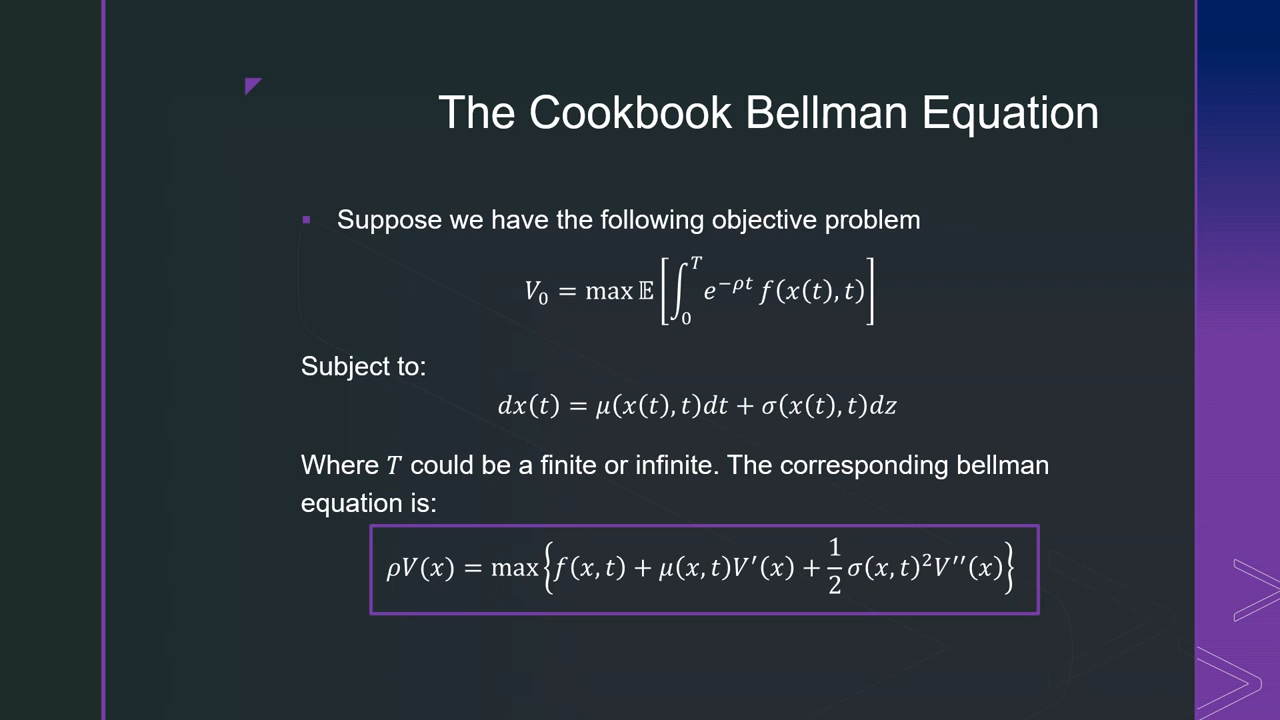 The Cookbook Bellman Equation
▪ Suppose we have the following objective problem
V₀ = max 𝔼 [∫₀ᵀ e^{−ρt} f(x(t), t)]
Subject to:
dx(t) = μ(x(t), t)dt + σ(x(t), t)dz
Where T could be a finite or infinite. The corresponding bellman
equation is:
ρV(x) = max {f(x, t) + μ(x, t)V′(x) + 1/2 σ(x, t)²V′′(x)}